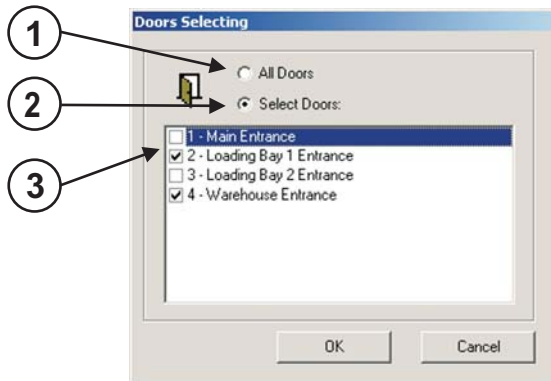 Doors Selecting
1
All Doors
2
Select Doors:
3
1 - Main Entrance
2 - Loading Bay 1 Entrance
3 - Loading Bay 2 Entrance
4 - Warehouse Entrance
OK
Cancel